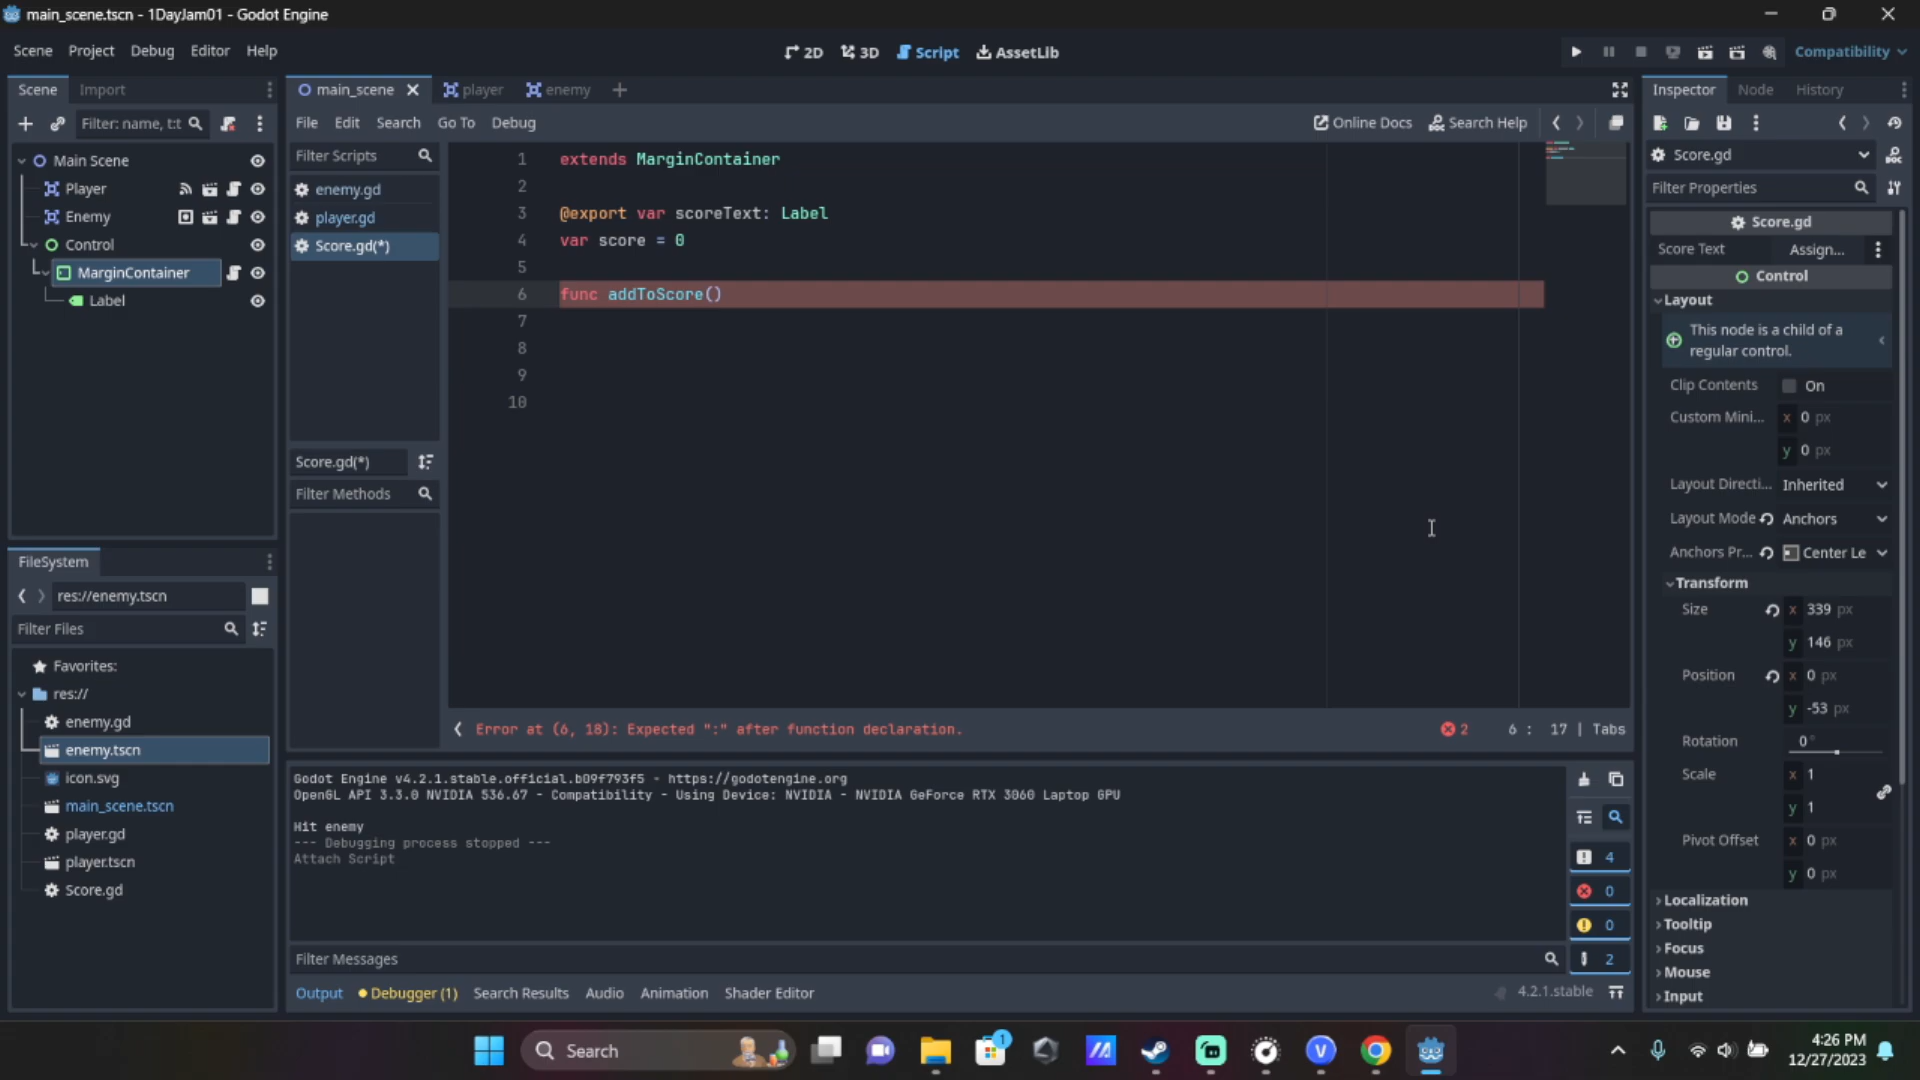 main_scene.tscn - 1DayJam01 - Godot Engine
Scene Project Debug Editor Help
2D 3D Script AssetLib
Compatibility
Scene Import
main_scene player enemy
Inspector Node History
Filter: name, t:t
File Edit Search Go To Debug
Online Docs Search Help
Main Scene
Player
Enemy
Control
MarginContainer
Label
Filter Scripts
enemy.gd
player.gd
Score.gd(*)
Score.gd(*)
Filter Methods
1 extends MarginContainer
2
3 @export var scoreText: Label
4 var score = 0
5
6 func addToScore()
7
8
9
10
Error at (6, 18): Expected ":" after function declaration.
2 6 : 17 | Tabs
Score.gd
Filter Properties
Score.gd
Score Text Assign...
Control
Layout
This node is a child of a
regular control.
Clip Contents On
Custom Mini... x 0 px
y 0 px
Layout Directi... Inherited
Layout Mode Anchors
Anchors Pr... Center Le
Transform
Size x 339 px
y 146 px
Position x 0 px
y -53 px
Rotation 0 °
Scale x 1
y 1
Pivot Offset x 0 px
y 0 px
Localization
Tooltip
Focus
Mouse
Input
FileSystem
res://enemy.tscn
Filter Files
Favorites:
res://
enemy.gd
enemy.tscn
icon.svg
main_scene.tscn
player.gd
player.tscn
Score.gd
Godot Engine v4.2.1.stable.official.b09f793f5 - https://godotengine.org
OpenGL API 3.3.0 NVIDIA 536.67 - Compatibility - Using Device: NVIDIA - NVIDIA GeForce RTX 3060 Laptop GPU
Hit enemy
--- Debugging process stopped ---
Attach Script
4
0
0
2
Filter Messages
Output Debugger (1) Search Results Audio Animation Shader Editor
4.2.1.stable
Search
1
V
4:26 PM
12/27/2023